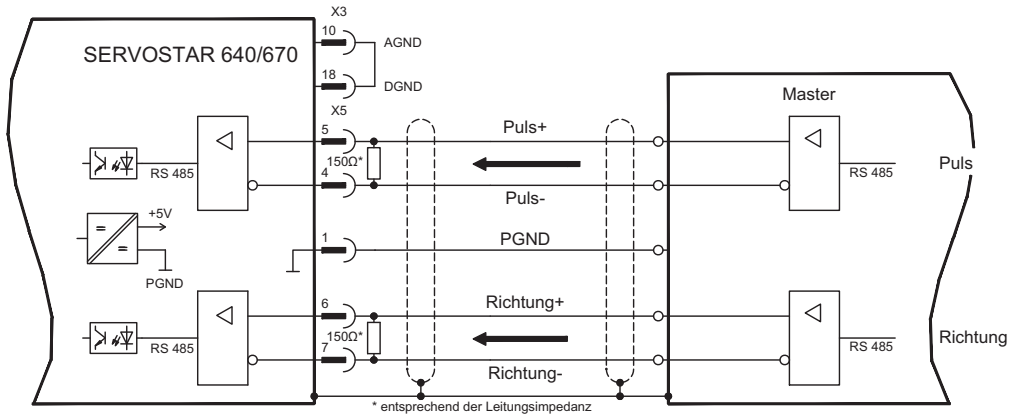 X3
10
AGND
SERVOSTAR 640/670
18
DGND
Master
X5
5
Puls+
150Ω*
RS 485
4
Puls-
RS 485
Puls
+5V
=
=
1
PGND
PGND
6
Richtung+
150Ω*
RS 485
7
Richtung-
RS 485
Richtung
* entsprechend der Leitungsimpedanz